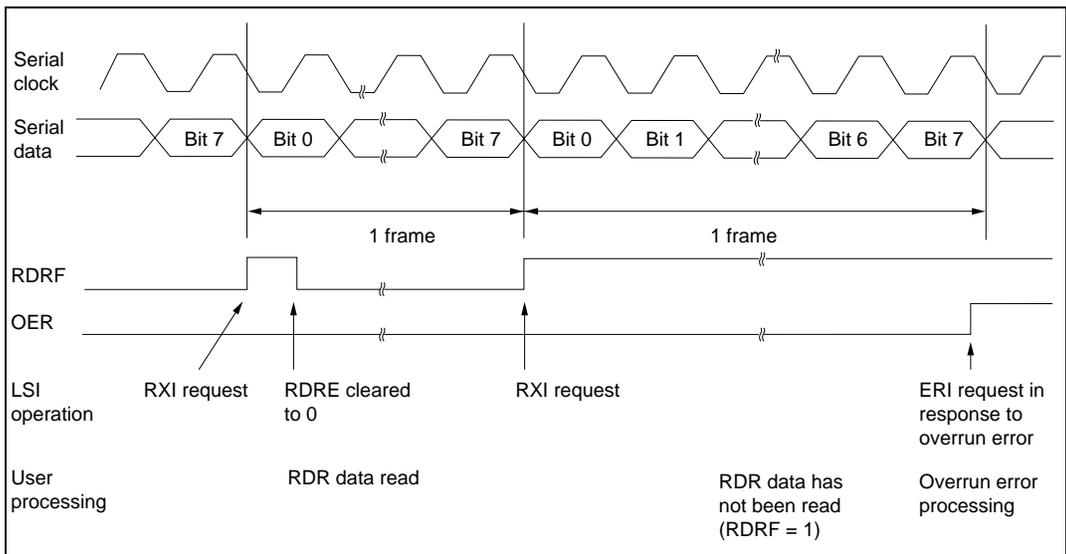 Serial
clock
Serial
data
Bit 7
Bit 0
Bit 7
Bit 0
Bit 1
Bit 6
Bit 7
1 frame
1 frame
RDRF
OER
LSI
operation
RXI request
RDRE cleared
to 0
RXI request
ERI request in
response to
overrun error
User
processing
RDR data read
RDR data has
not been read
(RDRF = 1)
Overrun error
processing